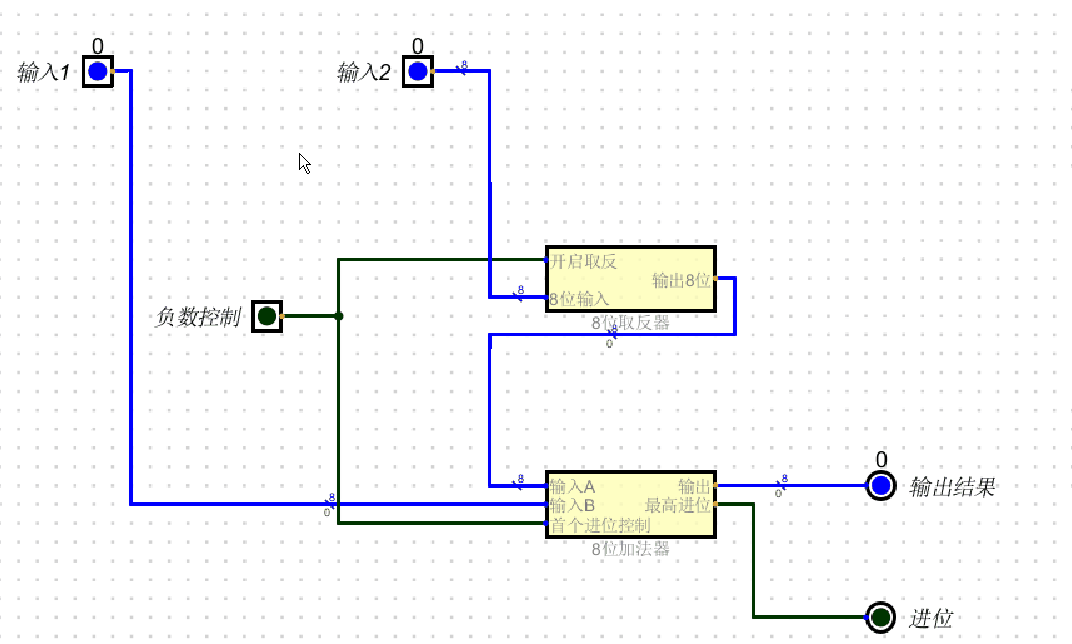 0
0
输入1
输入2
8
开启取反
输出8位
8
8位输入
负数控制
8位取反器
8
0
0
8
输入A
输出
8
输出结果
8
输入B
最高进位
0
0
首个进位控制
8位加法器
进位